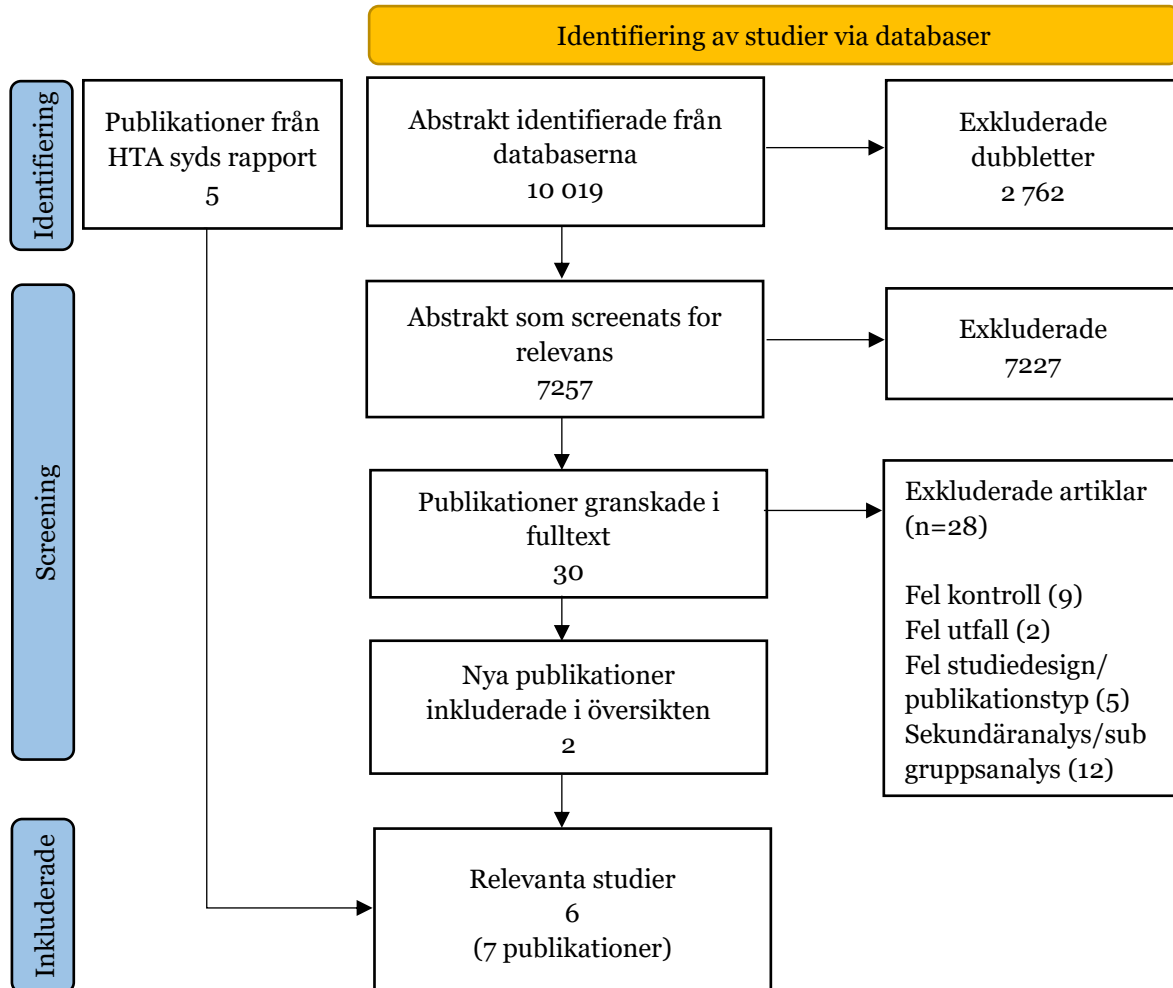 Identifiering av studier via databaser
Identifiering
Publikationer från
HTA syds rapport
5
Abstrakt identifierade från
databaserna
10 019
Exkluderade
dubbletter
2 762
Screening
Abstrakt som screenats for
relevans
7257
Exkluderade
7227
Publikationer granskade i
fulltext
30
Exkluderade artiklar
(n=28)
Fel kontroll (9)
Fel utfall (2)
Fel studiedesign/
publikationstyp (5)
Sekundäranalys/sub
gruppsanalys (12)
Nya publikationer
inkluderade i översikten
2
Inkluderade
Relevanta studier
6
(7 publikationer)